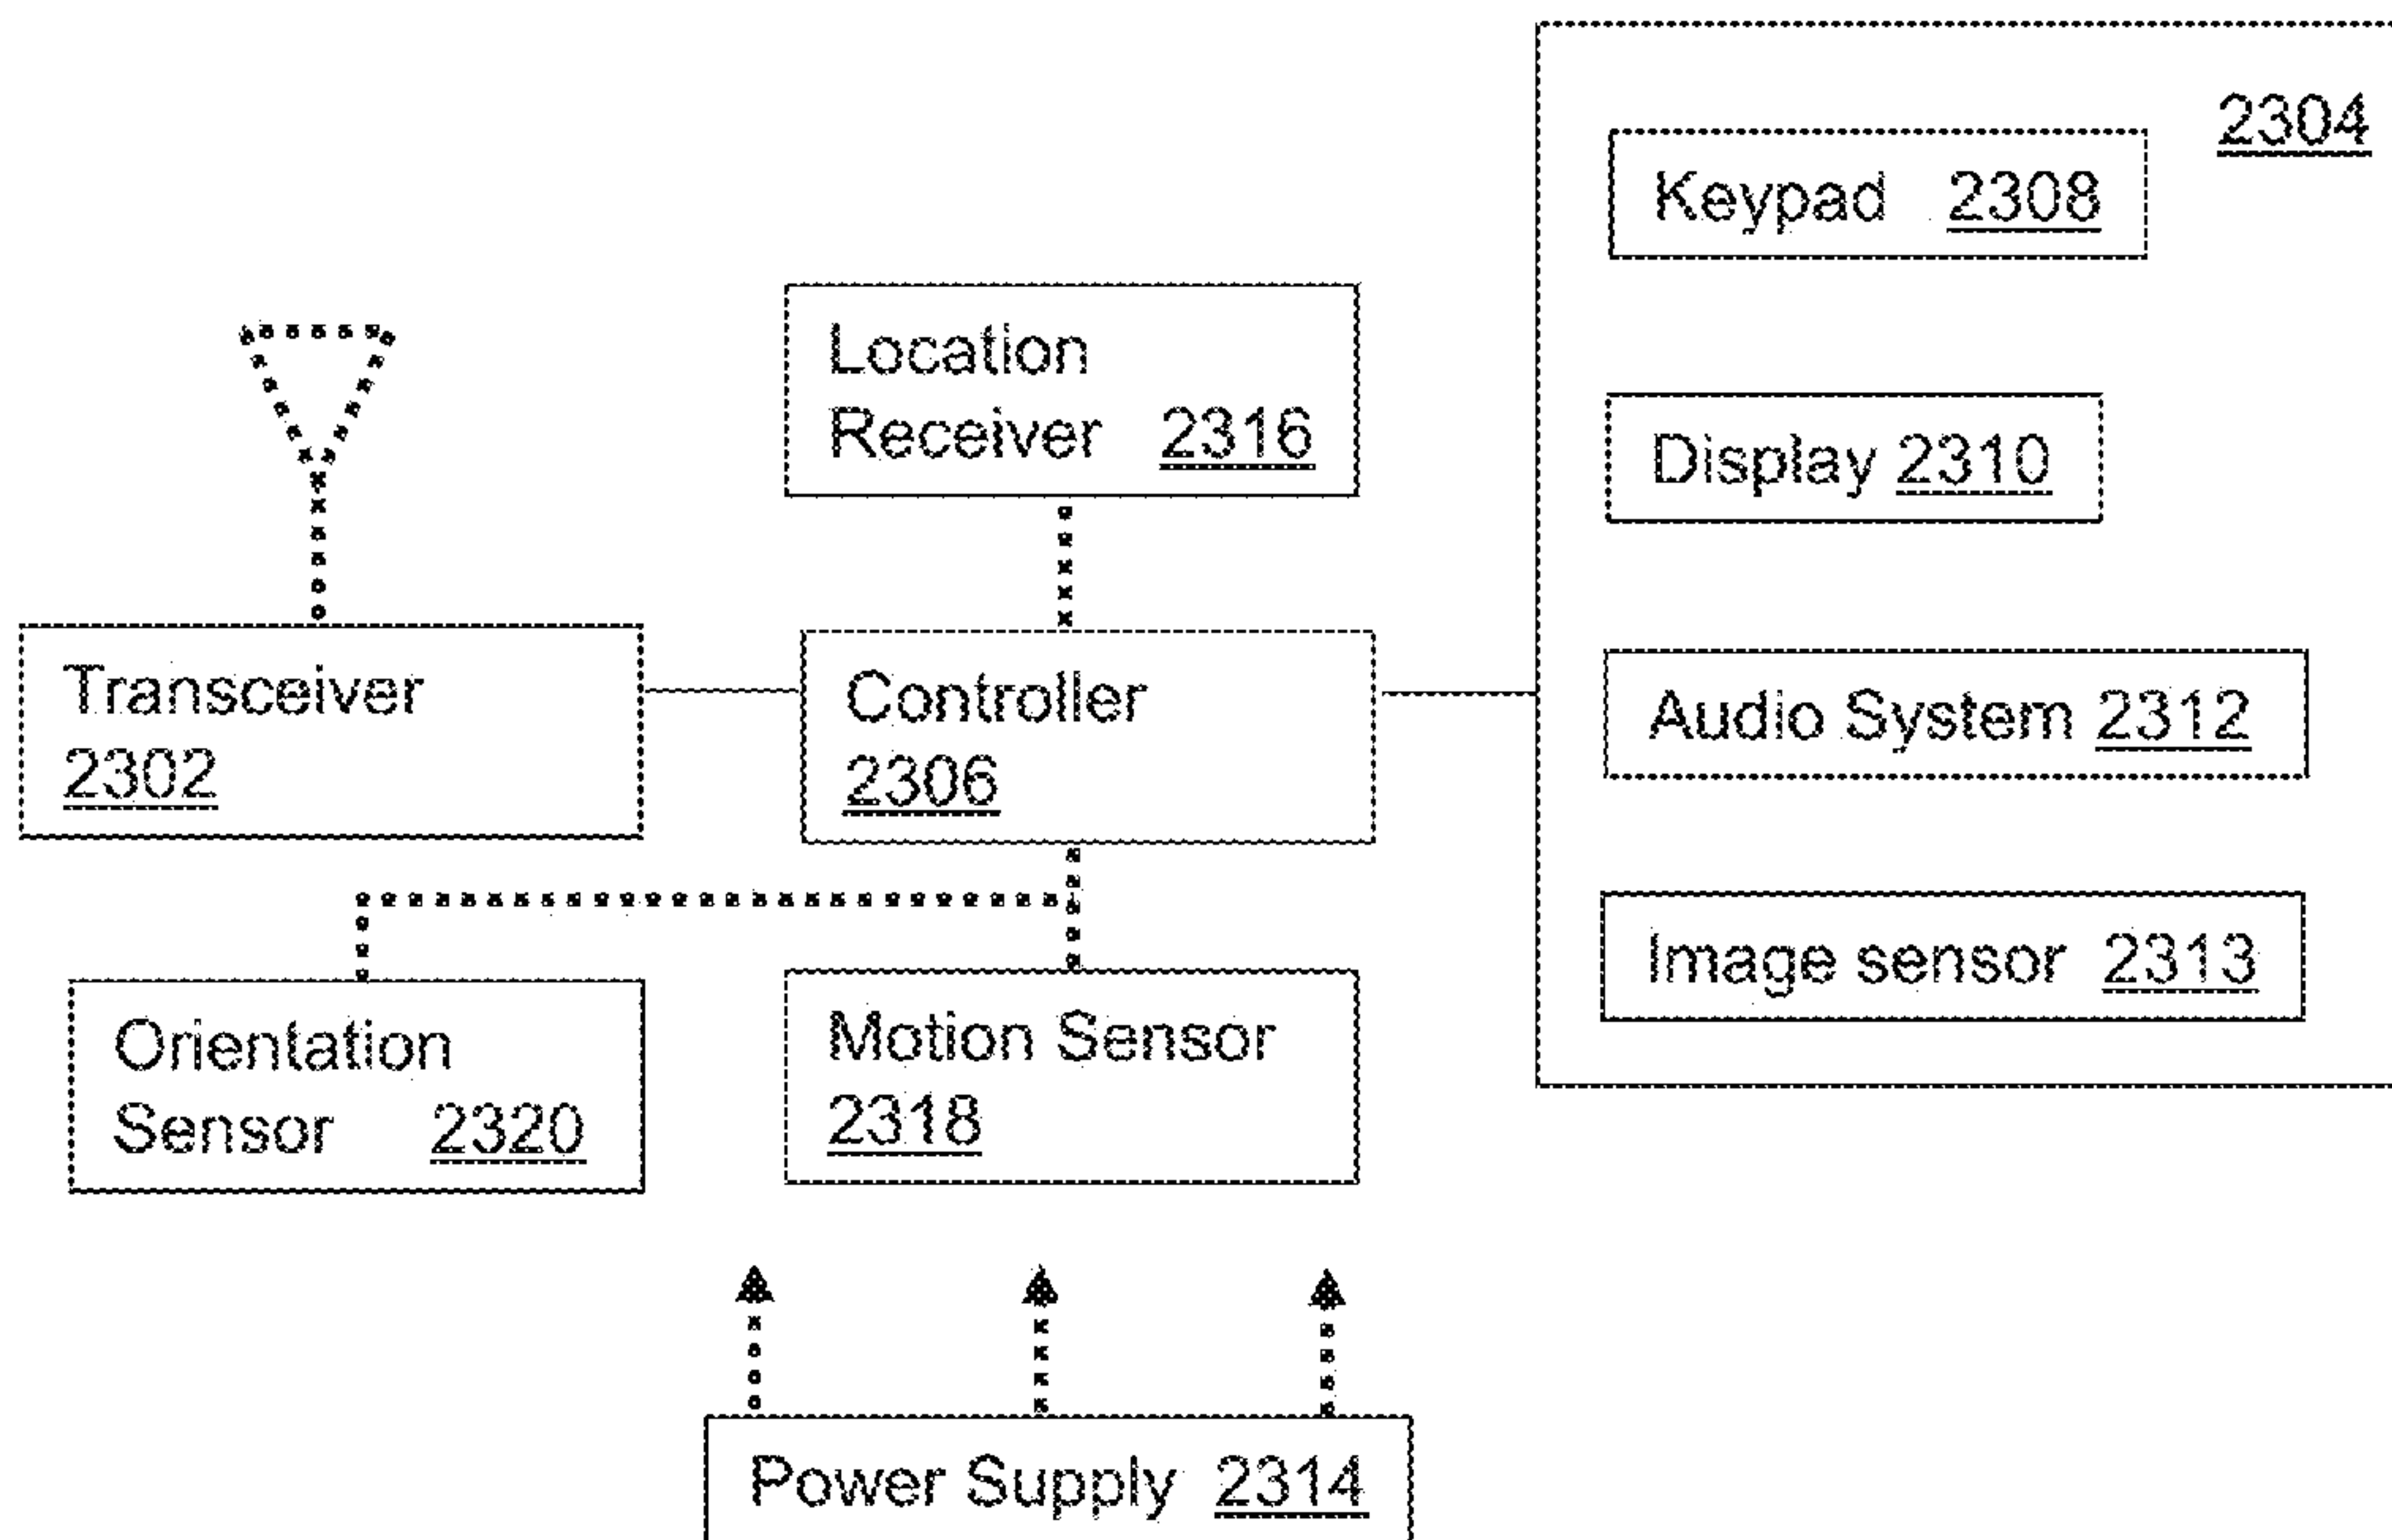 2304
Keypad 2308
Location
Receiver 2316
Display 2310
Transceiver
2302
Controller
2306
Audio System 2312
Image sensor 2313
Orientation
Sensor 2320
Motion Sensor
2318
Power Supply 2314